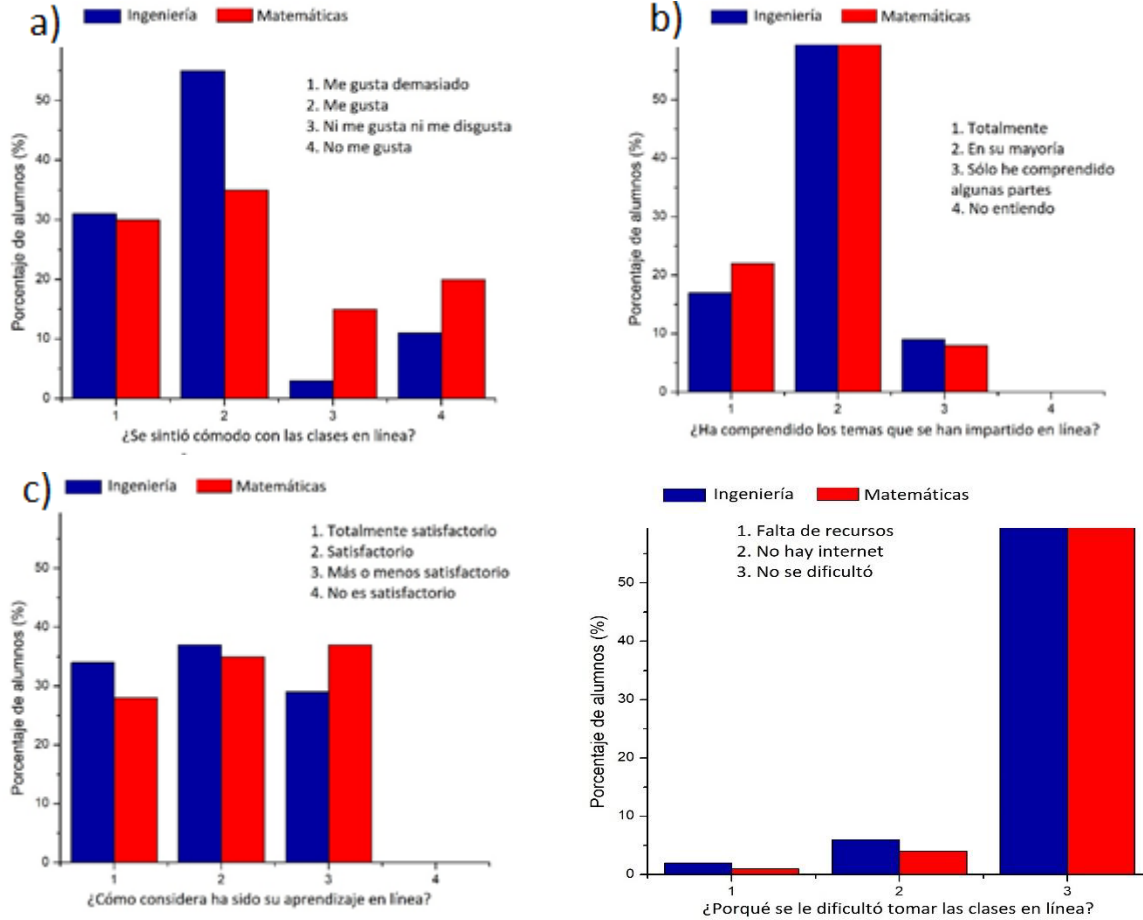 a)
Ingeniería Matemáticas
1. Me gusta demasiado
2. Me gusta
3. Ni me gusta ni me disgusta
4. No me gusta
Porcentaje de alumnos (%)
50
40
30
20
10
0
1 2 3 4
¿Se sintió cómodo con las clases en línea?
b)
Ingeniería Matemáticas
1. Totalmente
2. En su mayoría
3. Sólo he comprendido
algunas partes
4. No entiendo
Porcentaje de alumnos (%)
50
40
30
20
10
0
1 2 3 4
¿Ha comprendido los temas que se han impartido en línea?
c)
Ingeniería Matemáticas
1. Totalmente satisfactorio
2. Satisfactorio
3. Más o menos satisfactorio
4. No es satisfactorio
Porcentaje de alumnos (%)
50
40
30
30
20
0
1 2 3 4
¿Cómo considera ha sido su aprendizaje en línea?
Ingeniería Matemáticas
1. Falta de recursos
2. No hay internet
3. No se dificultó
Porcentaje de alumnos (%)
50
40
30
20
10
0
1 2 3
¿Porqué se le dificultó tomar las clases en línea?